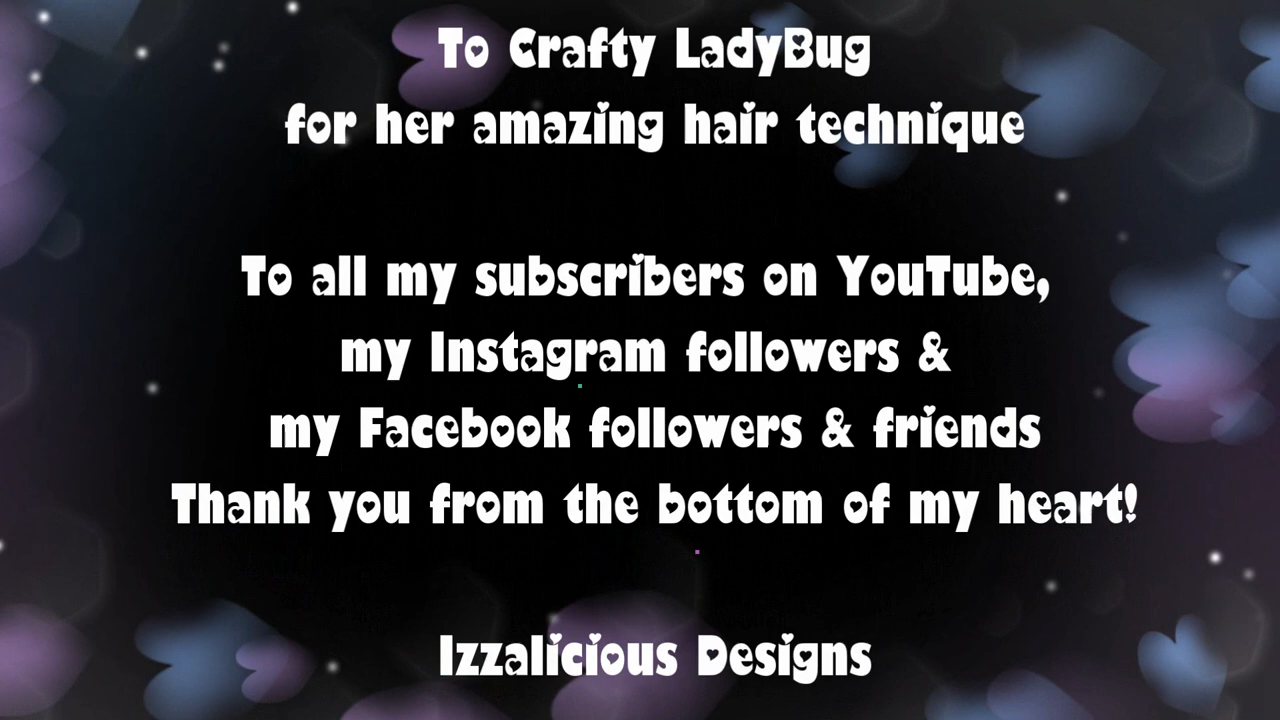 To Crafty LadyBug
for her amazing hair technique
To all my subscribers on YouTube,
my Instagram followers &
my Facebook followers & friends
Thank you from the bottom of my heart!
Izzalicious Designs